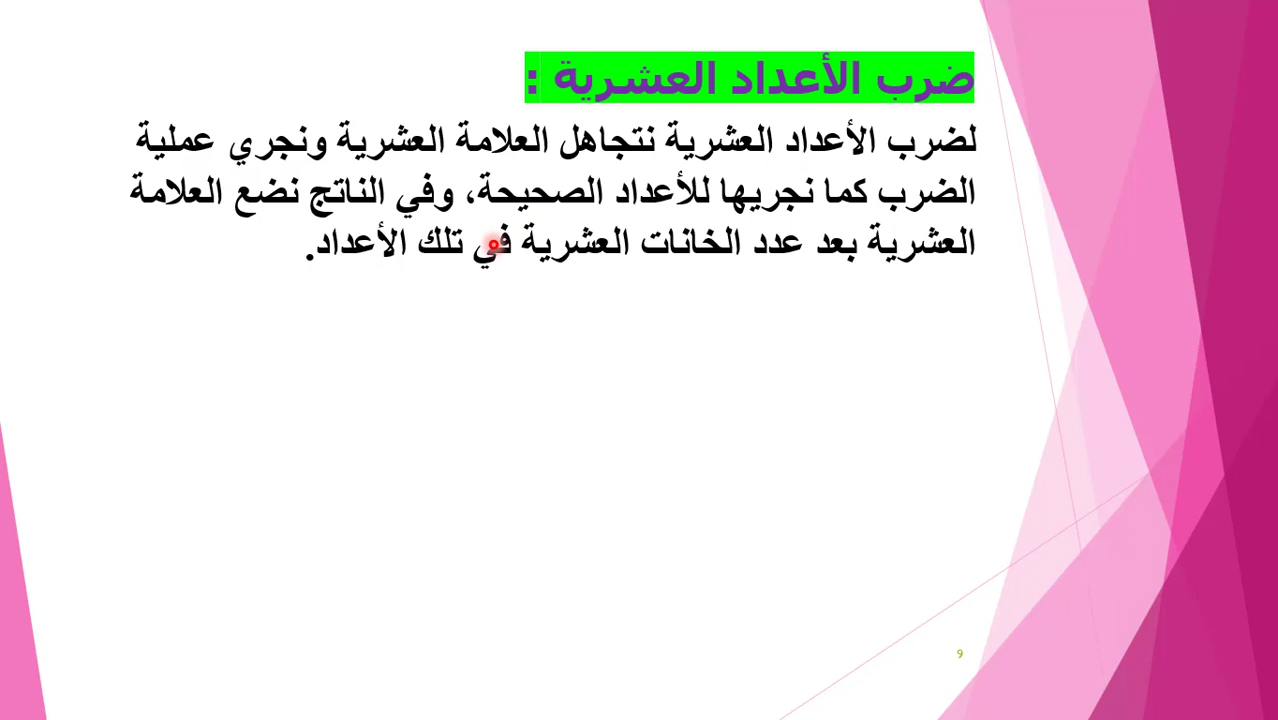 ضرب الأعداد العشرية :
لضرب الأعداد العشرية نتجاهل العلامة العشرية ونجري عملية
الضرب كما نجريها للأعداد الصحيحة، وفي الناتج نضع العلامة
العشرية بعد عدد الخانات العشرية في تلك الأعداد.
9